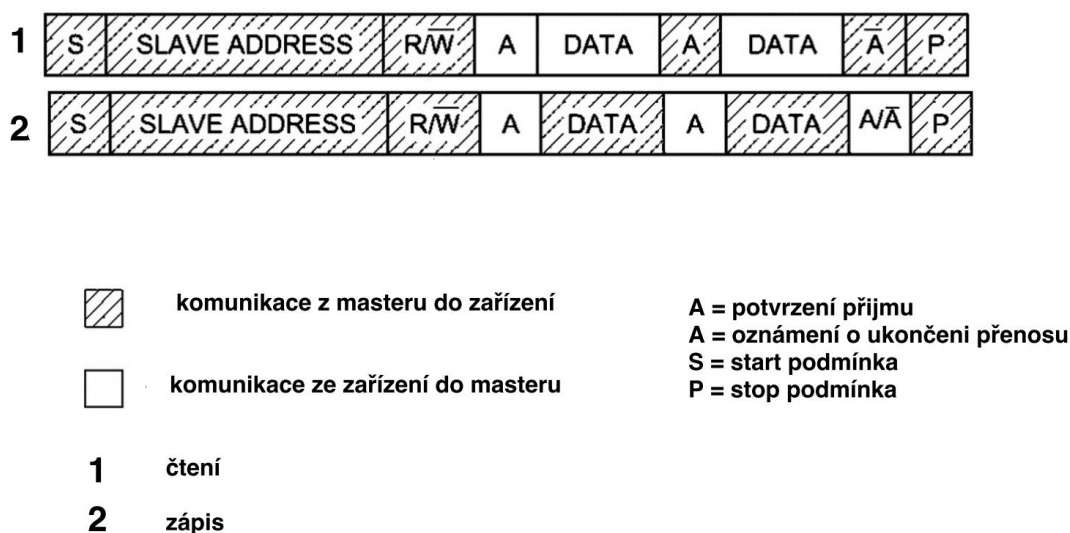 1 S SLAVE ADDRESS R/W̅ A DATA A DATA A̅ P
2 S SLAVE ADDRESS R/W̅ A DATA A DATA A/A̅ P
komunikace z masteru do zařízení
komunikace ze zařízení do masteru
A = potvrzení přijmu
A = oznámení o ukončeni přenosu
S = start podmínka
P = stop podmínka
1 čtení
2 zápis